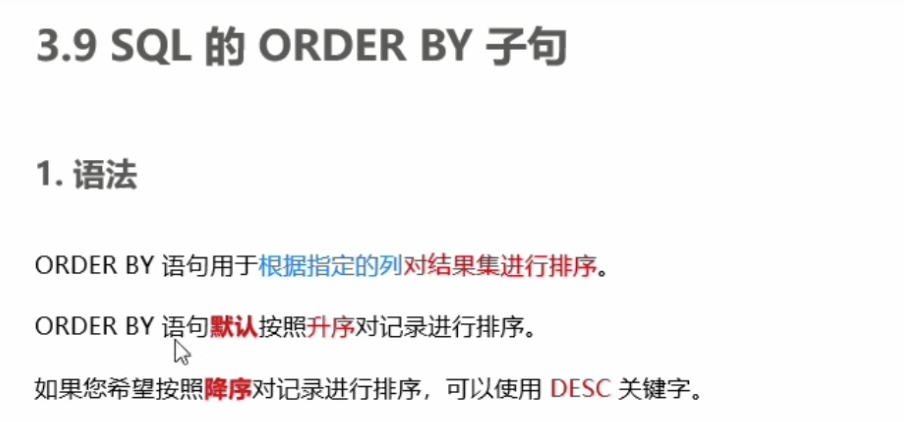 3.9 SQL 的 ORDER BY 子句
1. 语法
ORDER BY 语句用于根据指定的列对结果集进行排序。
ORDER BY 语句默认按照升序对记录进行排序。
如果您希望按照降序对记录进行排序，可以使用 DESC 关键字。